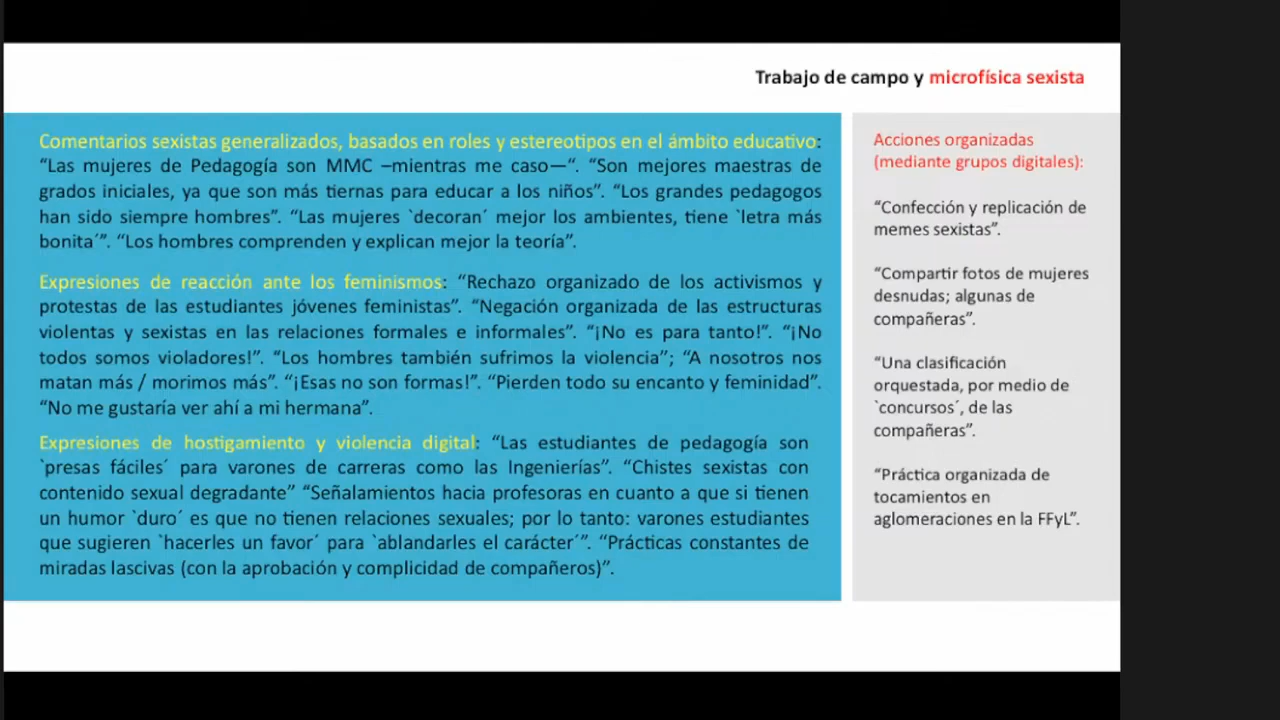 Trabajo de campo y microfísica sexista
Comentarios sexistas generalizados, basados en roles y estereotipos en el ámbito educativo:
“Las mujeres de Pedagogía son MMC –mientras me caso—“. “Son mejores maestras de
grados iniciales, ya que son más tiernas para educar a los niños”. “Los grandes pedagogos
han sido siempre hombres”. “Las mujeres `decoran´ mejor los ambientes, tiene `letra más
bonita´”. “Los hombres comprenden y explican mejor la teoría”.
Expresiones de reacción ante los feminismos: “Rechazo organizado de los activismos y
protestas de las estudiantes jóvenes feministas”. “Negación organizada de las estructuras
violentas y sexistas en las relaciones formales e informales”. “¡No es para tanto!”. “¡No
todos somos violadores!”. “Los hombres también sufrimos la violencia”; “A nosotros nos
matan más / morimos más”. “¡Esas no son formas!”. “Pierden todo su encanto y feminidad”.
“No me gustaría ver ahí a mi hermana”.
Expresiones de hostigamiento y violencia digital: “Las estudiantes de pedagogía son
`presas fáciles´ para varones de carreras como las Ingenierías”. “Chistes sexistas con
contenido sexual degradante” “Señalamientos hacia profesoras en cuanto a que si tienen
un humor `duro´ es que no tienen relaciones sexuales; por lo tanto: varones estudiantes
que sugieren `hacerles un favor´ para `ablandarles el carácter´”. “Prácticas constantes de
miradas lascivas (con la aprobación y complicidad de compañeros)”.
Acciones organizadas
(mediante grupos digitales):
“Confección y replicación de
memes sexistas”.
“Compartir fotos de mujeres
desnudas; algunas de
compañeras”.
“Una clasificación
orquestada, por medio de
`concursos´, de las
compañeras”.
“Práctica organizada de
tocamientos en
aglomeraciones en la FFyL”.